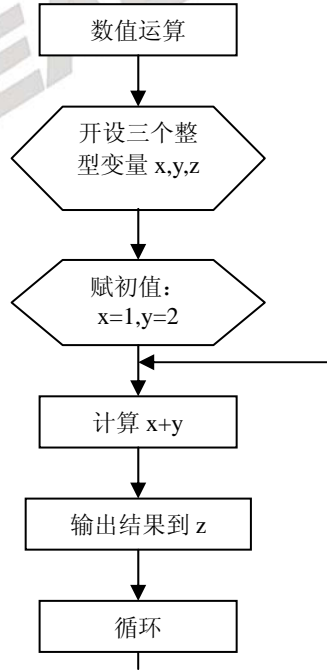 数值运算
开设三个整
型变量 x,y,z
赋初值：
x=1,y=2
计算 x+y
输出结果到 z
循环